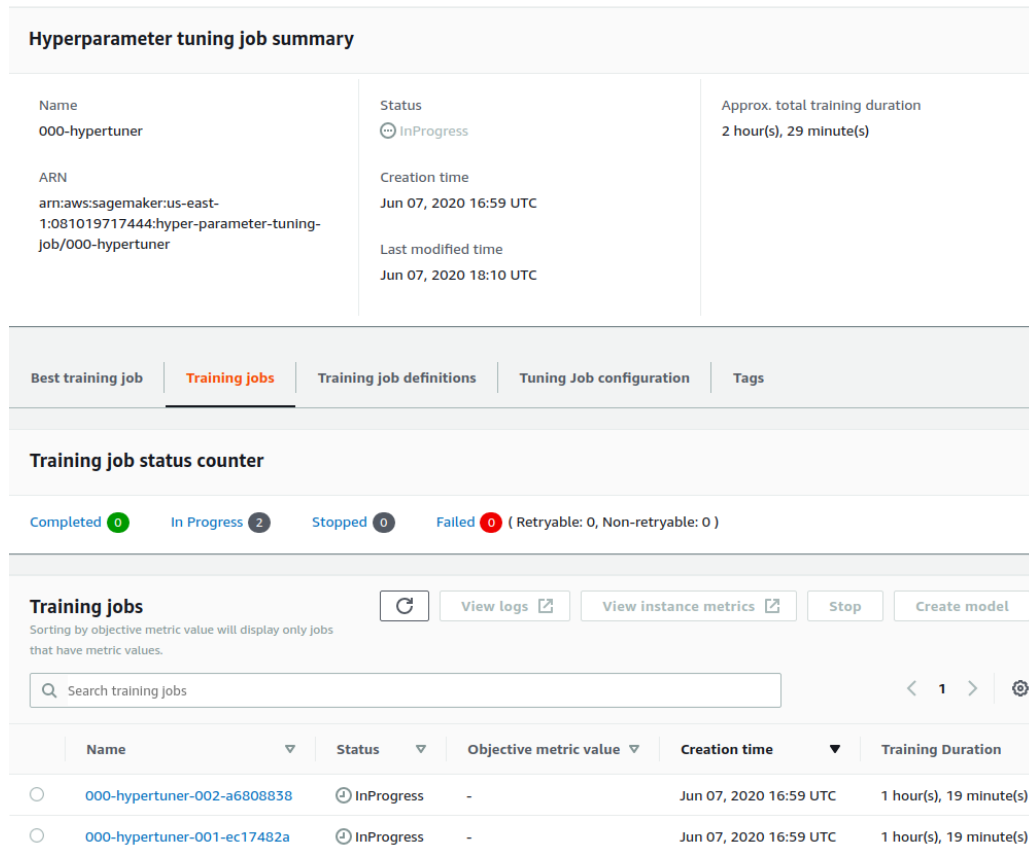 Hyperparameter tuning job summary
Name
000-hypertuner
ARN
arn:aws:sagemaker:us-east-
1:081019717444:hyper-parameter-tuning-
job/000-hypertuner
Status
InProgress
Creation time
Jun 07, 2020 16:59 UTC
Last modified time
Jun 07, 2020 18:10 UTC
Approx. total training duration
2 hour(s), 29 minute(s)
Best training job Training jobs Training job definitions Tuning Job configuration Tags
Training job status counter
Completed 0 In Progress 2 Stopped 0 Failed 0 ( Retryable: 0, Non-retryable: 0 )
Training jobs
Sorting by objective metric value will display only jobs
that have metric values.
View logs View instance metrics Stop Create model
Search training jobs
1
Name Status Objective metric value Creation time Training Duration
000-hypertuner-002-a6808838 InProgress - Jun 07, 2020 16:59 UTC 1 hour(s), 19 minute(s)
000-hypertuner-001-ec17482a InProgress - Jun 07, 2020 16:59 UTC 1 hour(s), 19 minute(s)